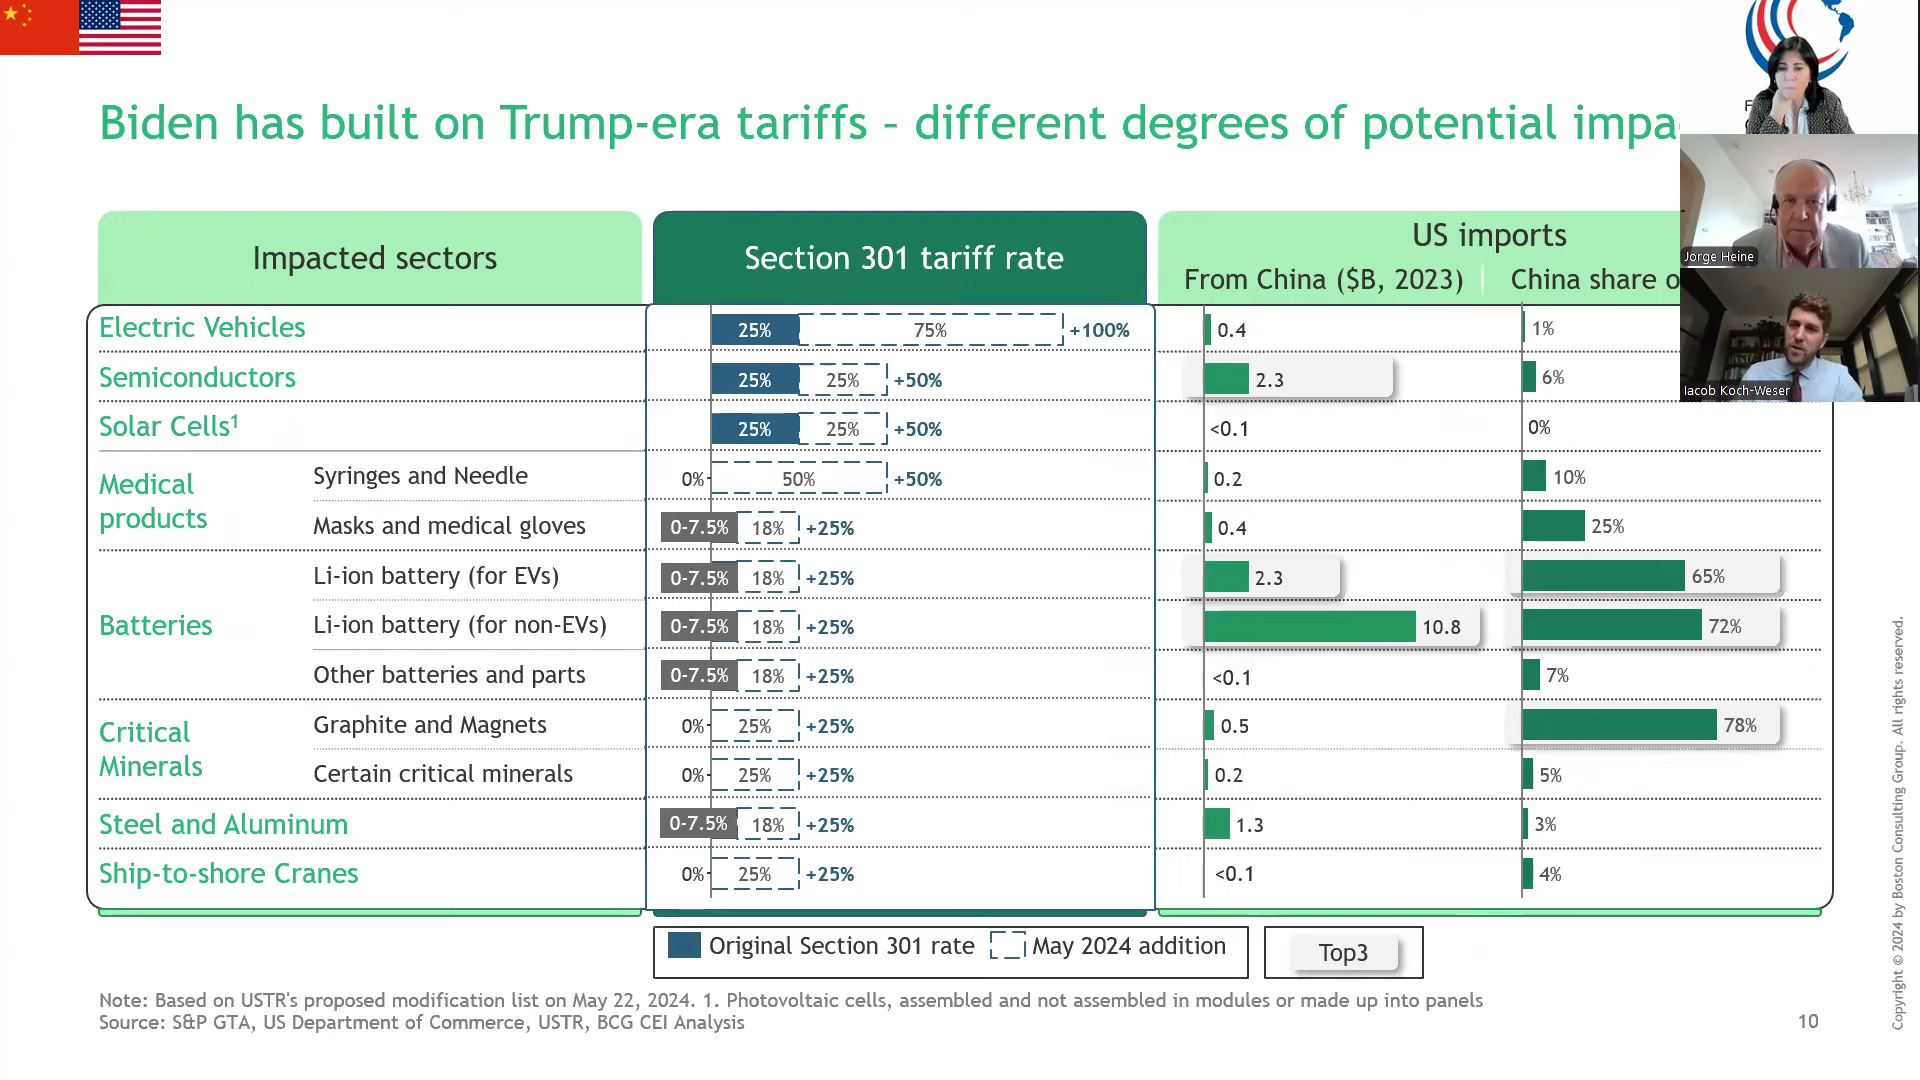 Biden has built on Trump-era tariffs – different degrees of potential impa
Impacted sectors
Section 301 tariff rate
US imports
From China ($B, 2023)
China share o
Electric Vehicles
25% 75% +100% 0.4 1%
Semiconductors
25% 25% +50% 2.3 6%
Solar Cells¹
25% 25% +50% <0.1 0%
Medical
products
Syringes and Needle
0% 50% +50% 0.2 10%
Masks and medical gloves
0-7.5% 18% +25% 0.4 25%
Batteries
Li-ion battery (for EVs)
0-7.5% 18% +25% 2.3 65%
Li-ion battery (for non-EVs)
0-7.5% 18% +25% 10.8 72%
Other batteries and parts
0-7.5% 18% +25% <0.1 7%
Critical
Minerals
Graphite and Magnets
0% 25% +25% 0.5 78%
Certain critical minerals
0% 25% +25% 0.2 5%
Steel and Aluminum
0-7.5% 18% +25% 1.3 3%
Ship-to-shore Cranes
0% 25% +25% <0.1 4%
Original Section 301 rate
May 2024 addition
Top3
Note: Based on USTR's proposed modification list on May 22, 2024. 1. Photovoltaic cells, assembled and not assembled in modules or made up into panels
Source: S&P GTA, US Department of Commerce, USTR, BCG CEI Analysis
10
Copyright © 2024 by Boston Consulting Group. All rights reserved.
Jorge Heine
Jacob Koch-Weser